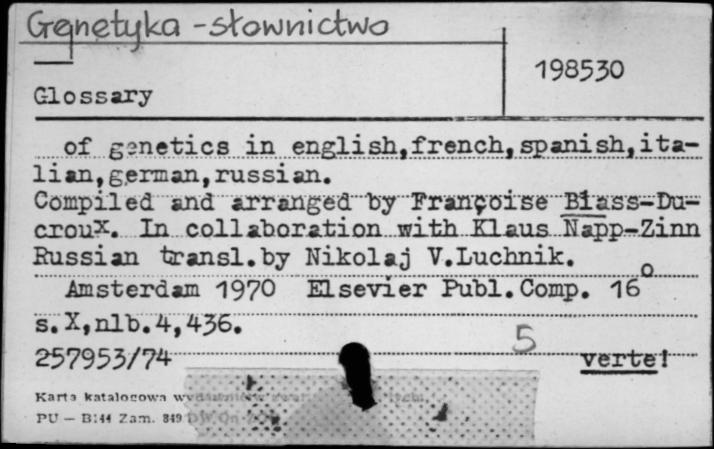 Genetyka - słownictwo
198530
Glossary
of genetics in english,french,spanish,ita-
lian,german,russian.
Compiled and arranged by Françoise Biass-Du-
croux. In collaboration with Klaus Napp-Zinn
Russian transl.by Nikolaj V.Luchnik.
Amsterdam 1970 Elsevier Publ.Comp. 16°
s.X,nlb.4,436.
5
257953/74 verte!
Karta katalogowa
PU — B144 Zam. 849